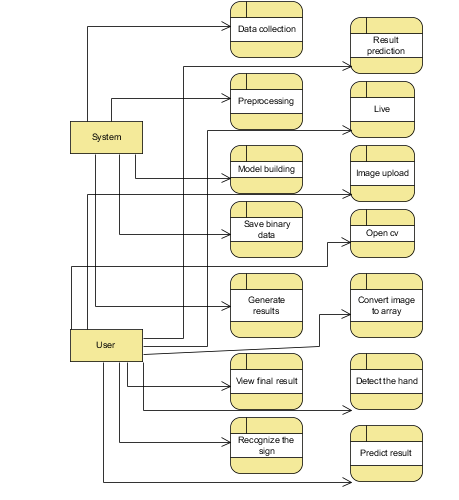 Data collection
Result
prediction
Preprocessing
Live
System
Model building
Image upload
Save binary
data
Open cv
Generate
results
Convert image
to array
User
View final result
Detect the hand
Recognize the
sign
Predict result